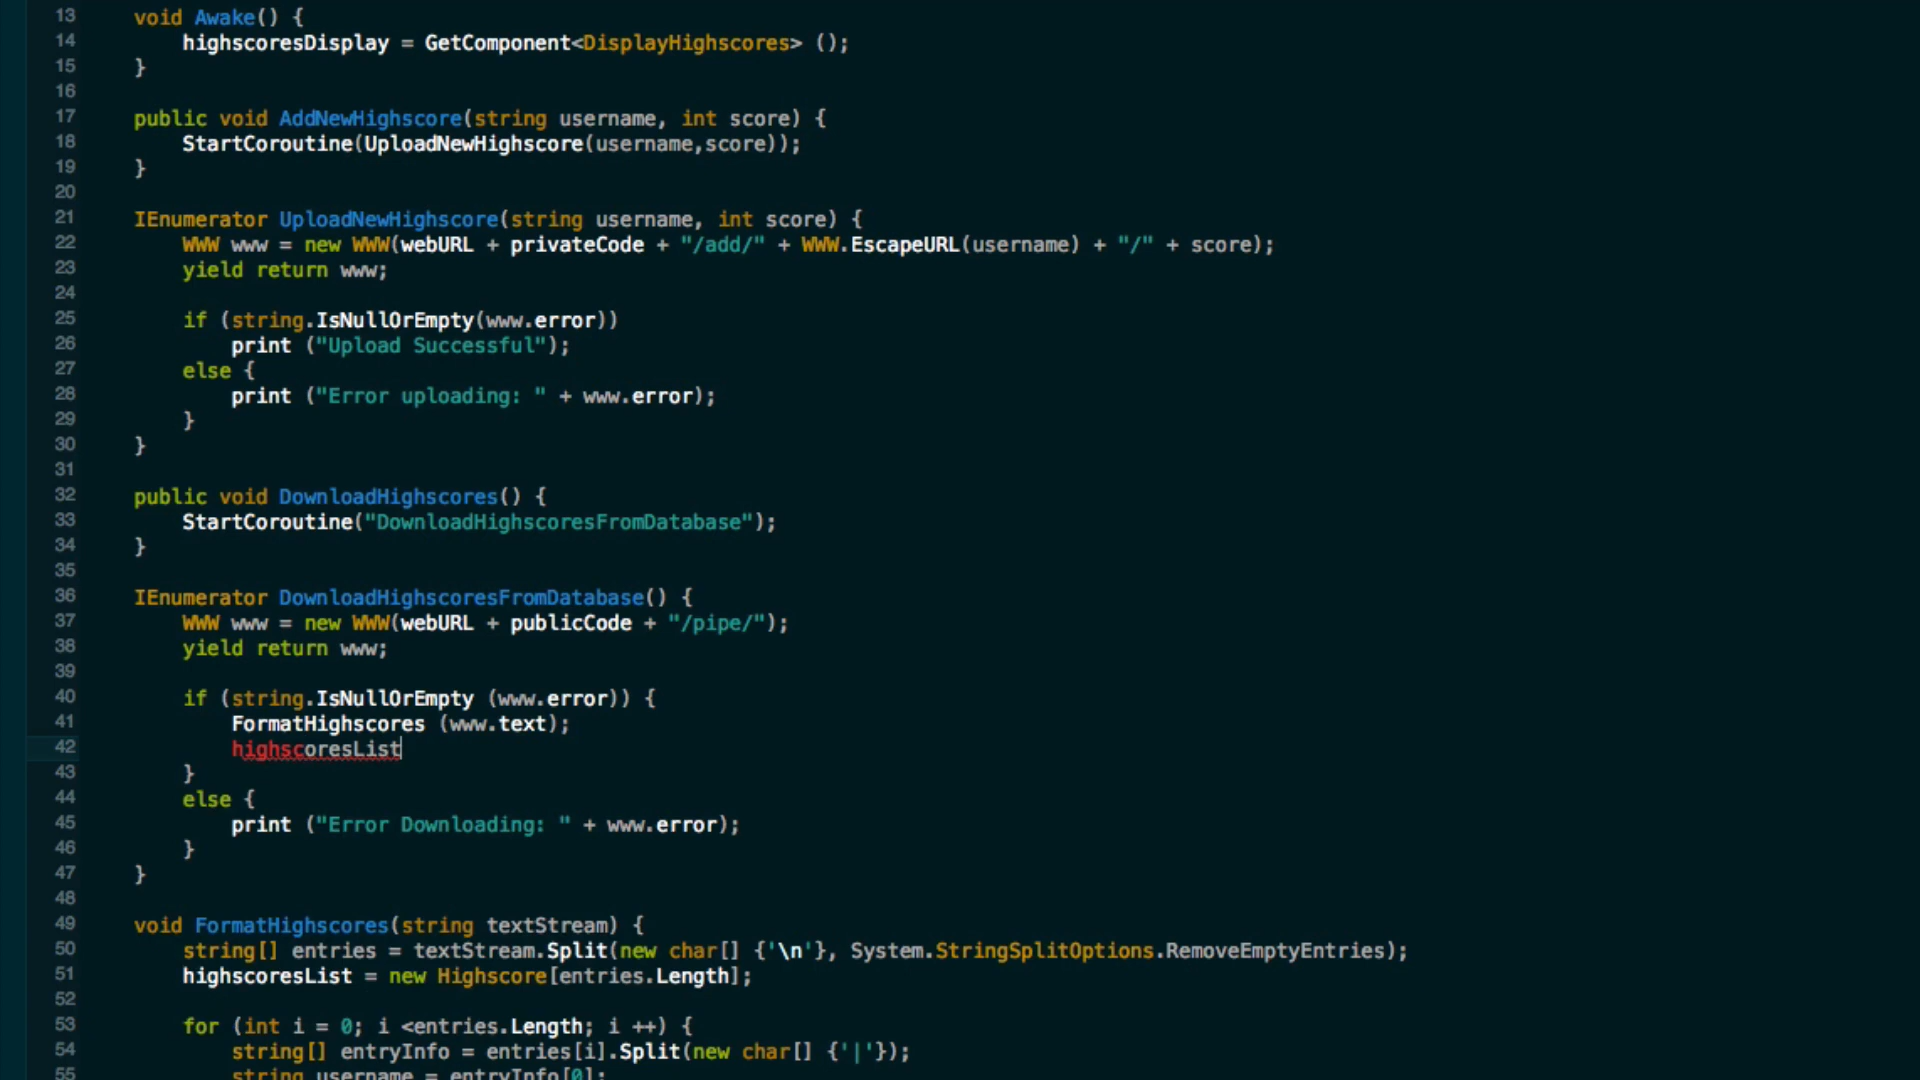 13 void Awake() {
14 highscoresDisplay = GetComponent<DisplayHighscores> ();
15 }
16
17 public void AddNewHighscore(string username, int score) {
18 StartCoroutine(UploadNewHighscore(username,score));
19 }
20
21 IEnumerator UploadNewHighscore(string username, int score) {
22 WWW www = new WWW(webURL + privateCode + "/add/" + WWW.EscapeURL(username) + "/" + score);
23 yield return www;
24
25 if (string.IsNullOrEmpty(www.error))
26 print ("Upload Successful");
27 else {
28 print ("Error uploading: " + www.error);
29 }
30 }
31
32 public void DownloadHighscores() {
33 StartCoroutine("DownloadHighscoresFromDatabase");
34 }
35
36 IEnumerator DownloadHighscoresFromDatabase() {
37 WWW www = new WWW(webURL + publicCode + "/pipe/");
38 yield return www;
39
40 if (string.IsNullOrEmpty (www.error)) {
41 FormatHighscores (www.text);
42 highscoresList
43 }
44 else {
45 print ("Error Downloading: " + www.error);
46 }
47 }
48
49 void FormatHighscores(string textStream) {
50 string[] entries = textStream.Split(new char[] {'\n'}, System.StringSplitOptions.RemoveEmptyEntries);
51 highscoresList = new Highscore[entries.Length];
52
53 for (int i = 0; i <entries.Length; i ++) {
54 string[] entryInfo = entries[i].Split(new char[] {'|'});
55 string username = entryInfo[0];